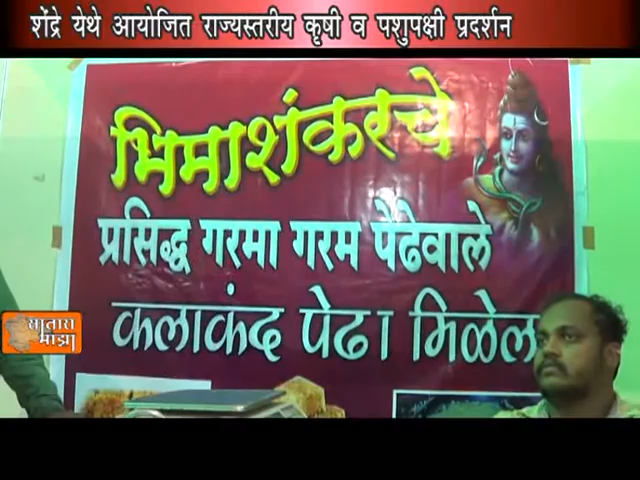 शेंद्रे येथे आयोजित राज्यस्तरीय कृषी व पशुपक्षी प्रदर्शन
भिमाशंकरचे
प्रसिद्ध गरमा गरम पेढेवाले
कलाकंद पेढा मिळेल
सातारा
माझा